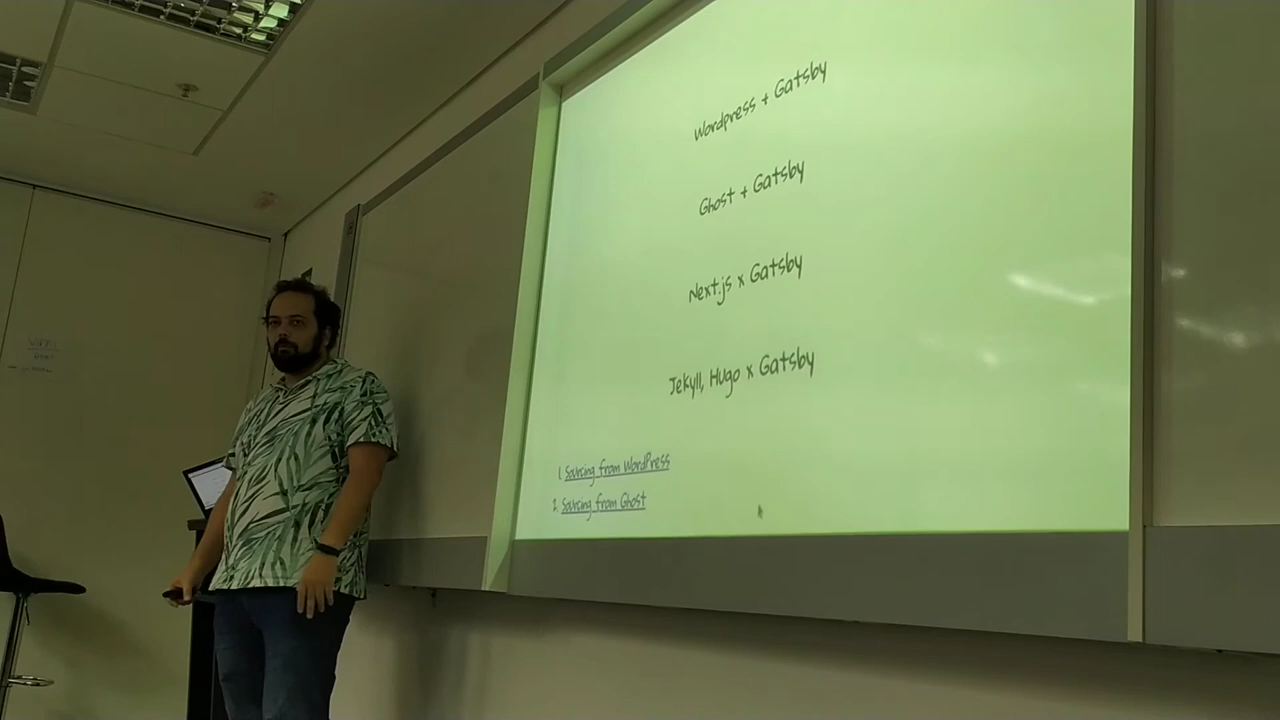 Wordpress + Gatsby
Ghost + Gatsby
Next.js x Gatsby
Jekyll, Hugo x Gatsby
1. Sourcing from WordPress
2. Sourcing from Ghost